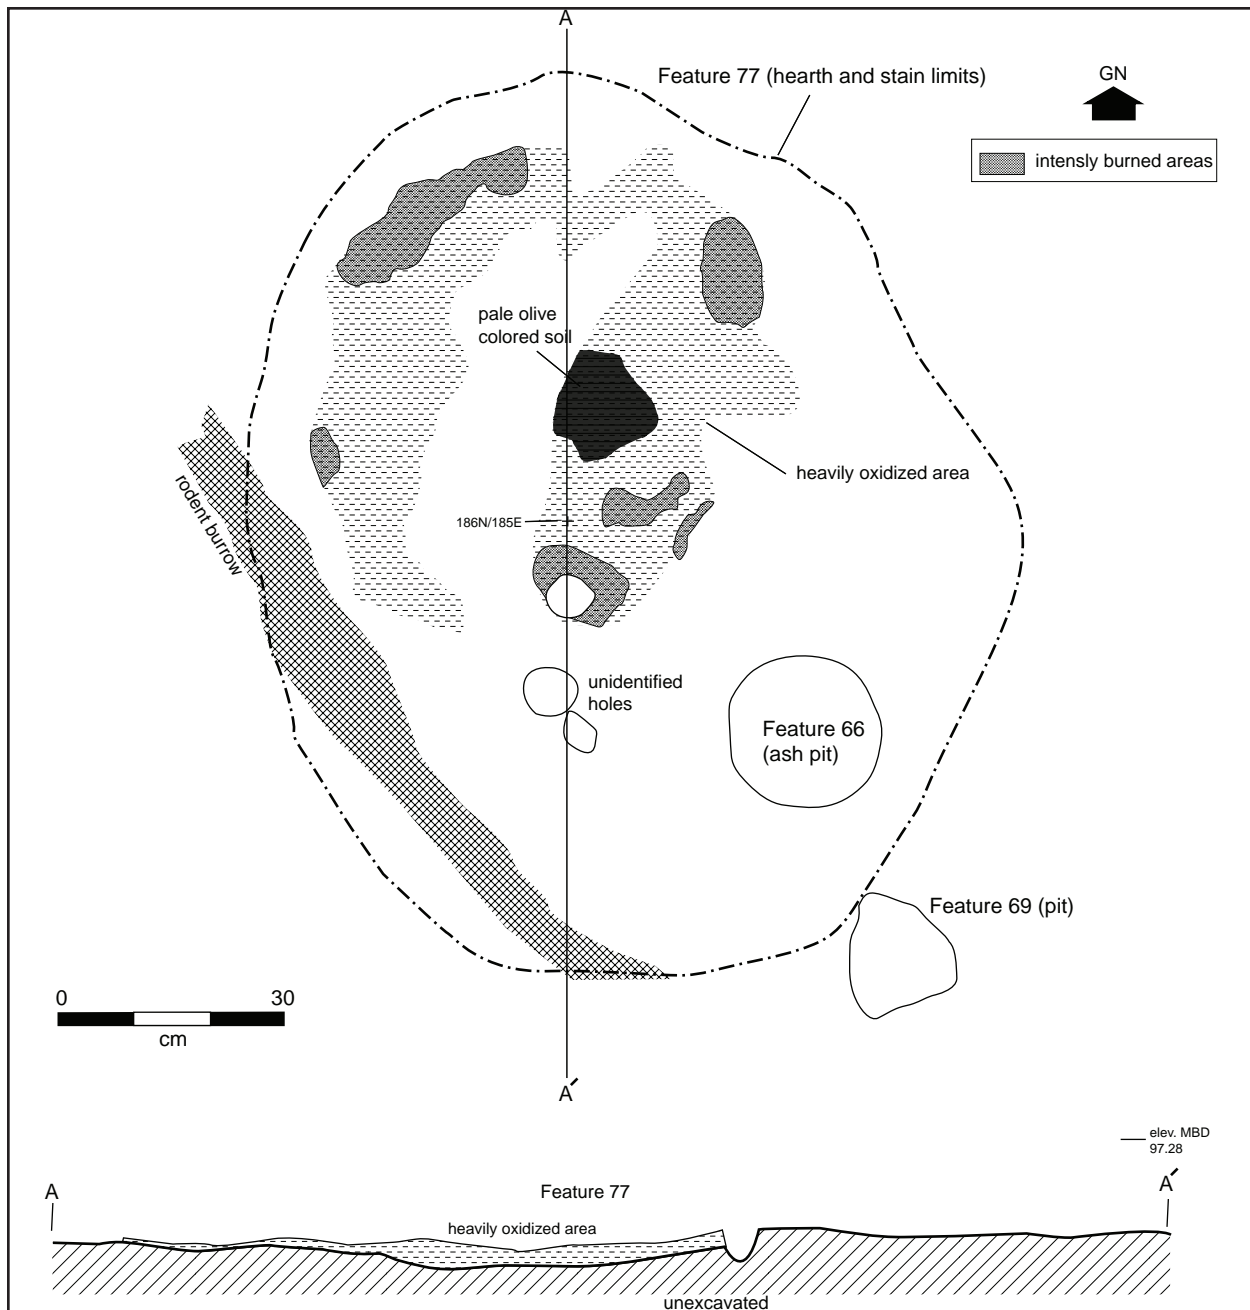 A
Feature 77 (hearth and stain limits)
GN
intensly burned areas
pale olive
colored soil
heavily oxidized area
rodent burrow
186N/185E
unidentified
holes
Feature 66
(ash pit)
Feature 69 (pit)
0 30
cm
A´
elev. MBD
97.28
A Feature 77 A´
heavily oxidized area
unexcavated